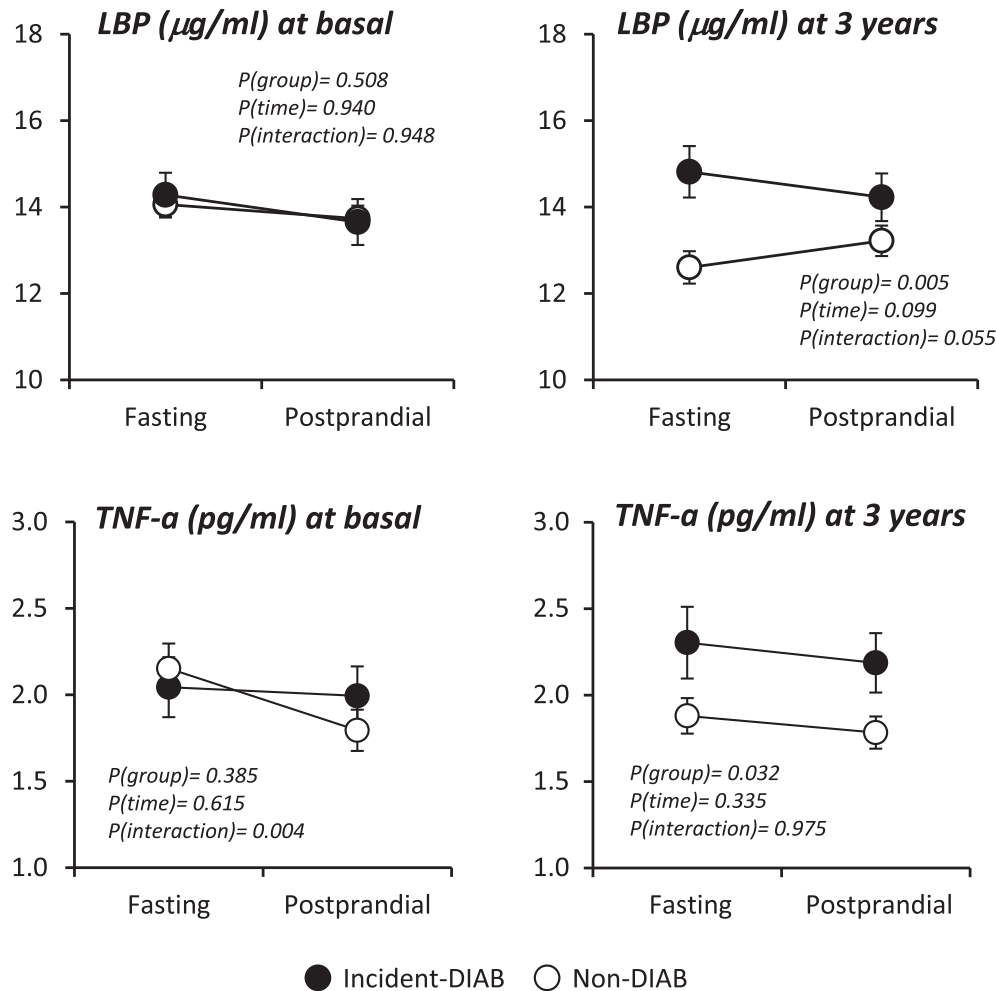 LBP (µg/ml) at basal
18
16
14
12
10
P(group)= 0.508
P(time)= 0.940
P(interaction)= 0.948
Fasting
Postprandial
LBP (µg/ml) at 3 years
18
16
14
12
10
P(group)= 0.005
P(time)= 0.099
P(interaction)= 0.055
Fasting
Postprandial
TNF-a (pg/ml) at basal
3.0
2.5
2.0
1.5
1.0
P(group)= 0.385
P(time)= 0.615
P(interaction)= 0.004
Fasting
Postprandial
TNF-a (pg/ml) at 3 years
3.0
2.5
2.0
1.5
1.0
P(group)= 0.032
P(time)= 0.335
P(interaction)= 0.975
Fasting
Postprandial
Incident-DIAB
Non-DIAB